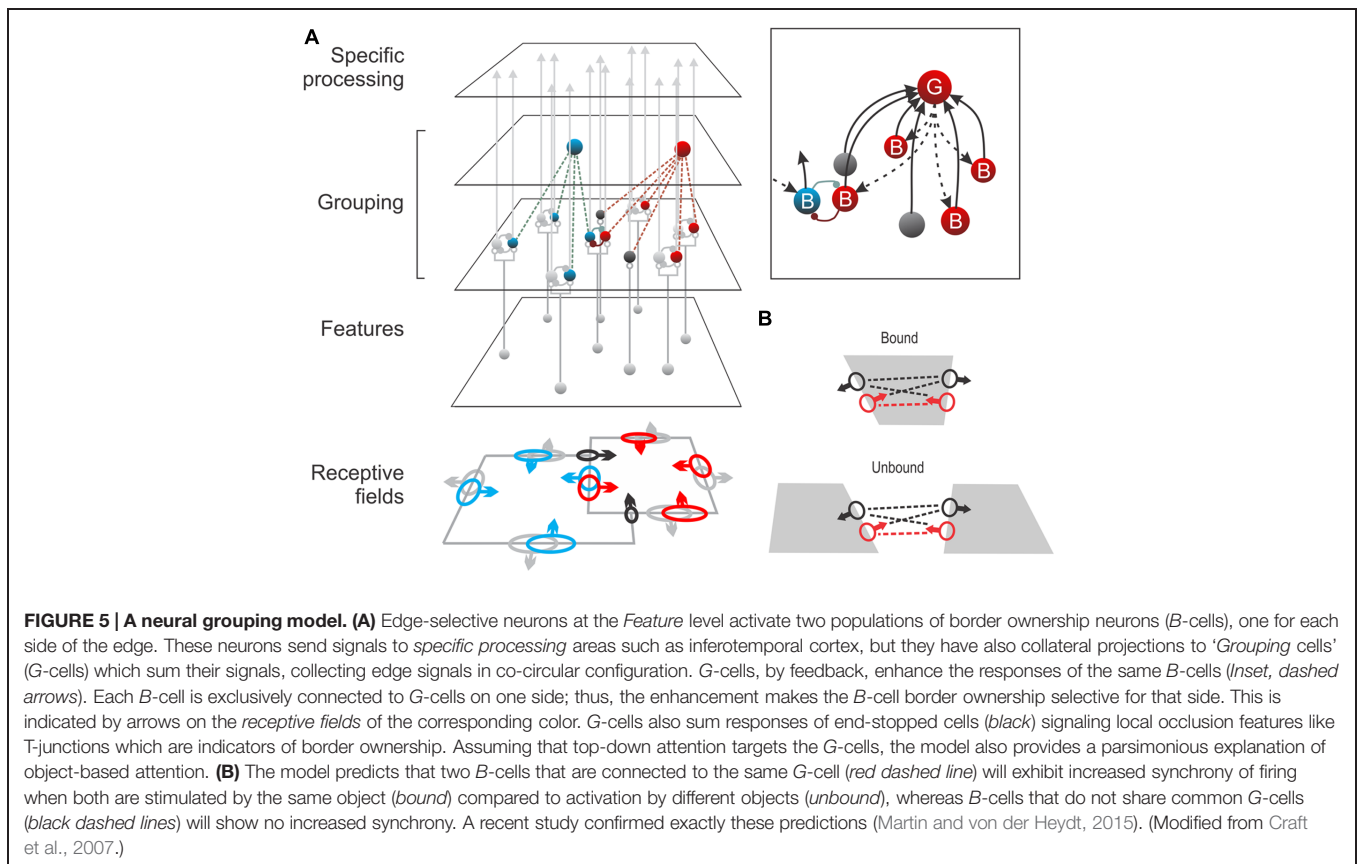 A
Specific
processing
Grouping
Features
Receptive
fields
G
B
B
B
B
B
B
Bound
Unbound
FIGURE 5 | A neural grouping model. (A) Edge-selective neurons at the Feature level activate two populations of border ownership neurons (B-cells), one for each
side of the edge. These neurons send signals to specific processing areas such as inferotemporal cortex, but they have also collateral projections to ‘Grouping cells’
(G-cells) which sum their signals, collecting edge signals in co-circular configuration. G-cells, by feedback, enhance the responses of the same B-cells (Inset, dashed
arrows). Each B-cell is exclusively connected to G-cells on one side; thus, the enhancement makes the B-cell border ownership selective for that side. This is
indicated by arrows on the receptive fields of the corresponding color. G-cells also sum responses of end-stopped cells (black) signaling local occlusion features like
T-junctions which are indicators of border ownership. Assuming that top-down attention targets the G-cells, the model also provides a parsimonious explanation of
object-based attention. (B) The model predicts that two B-cells that are connected to the same G-cell (red dashed line) will exhibit increased synchrony of firing
when both are stimulated by the same object (bound) compared to activation by different objects (unbound), whereas B-cells that do not share common G-cells
(black dashed lines) will show no increased synchrony. A recent study confirmed exactly these predictions (Martin and von der Heydt, 2015). (Modified from Craft
et al., 2007.)